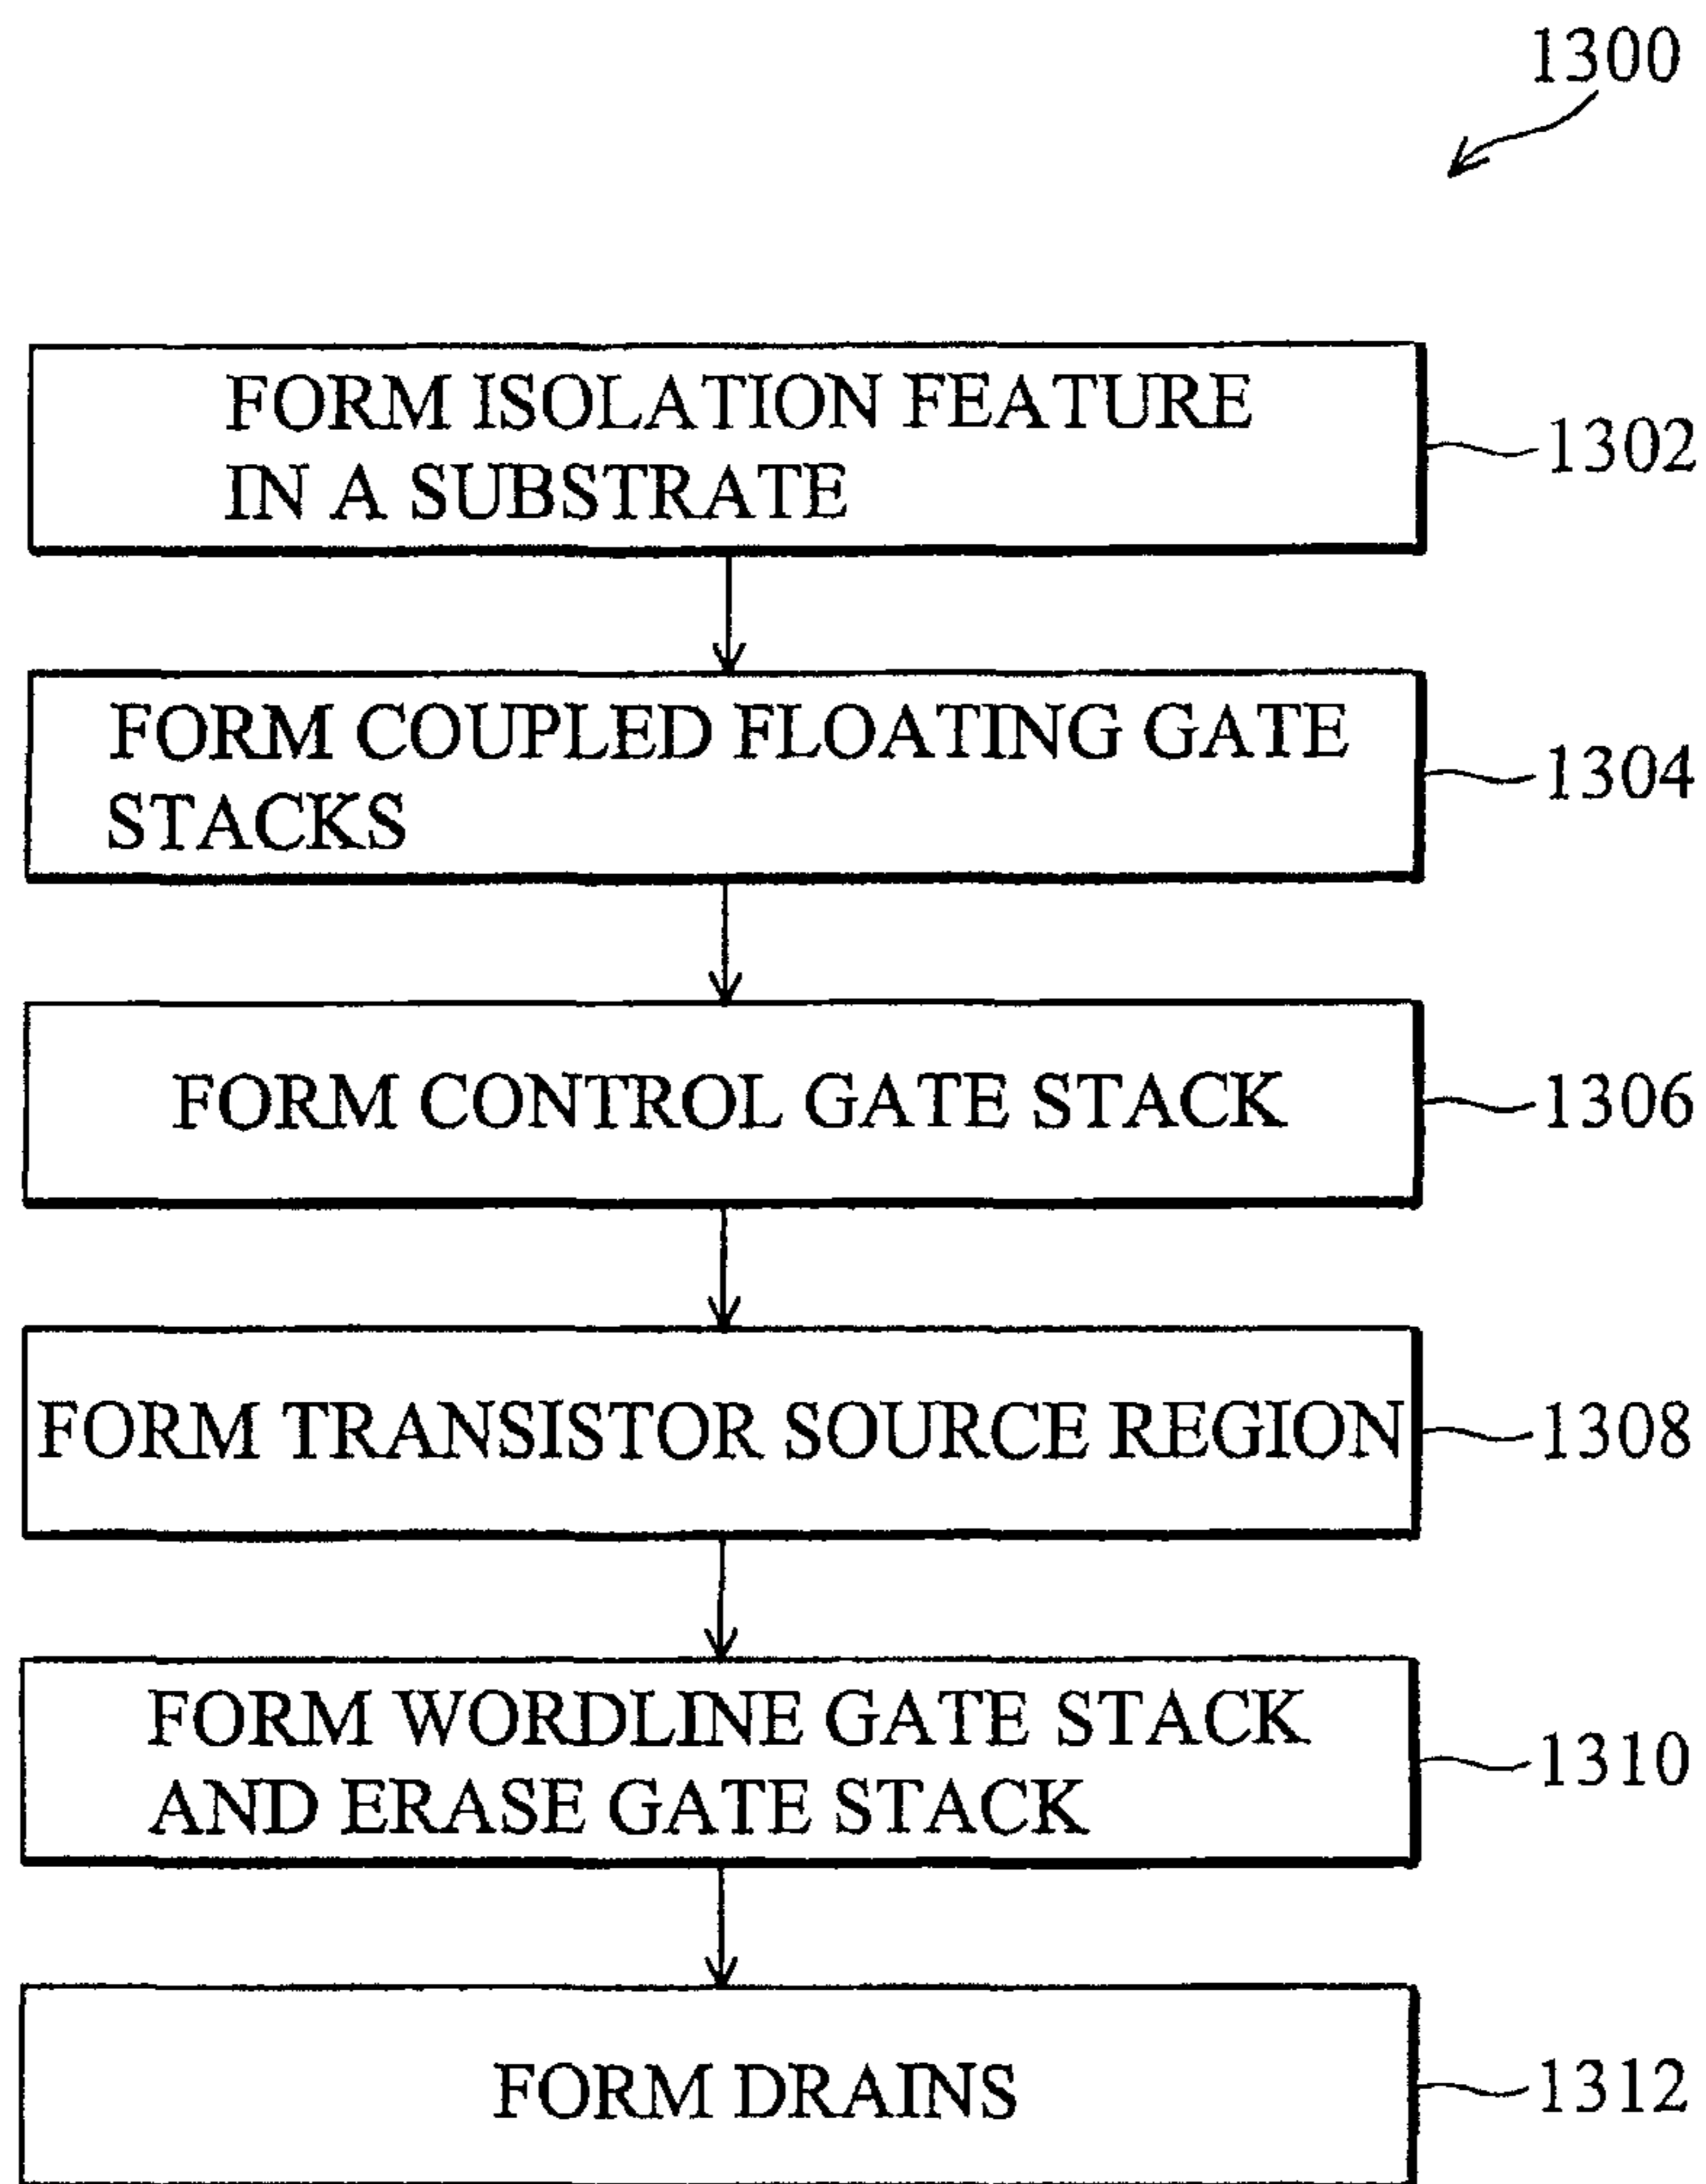 1300
FORM ISOLATION FEATURE
IN A SUBSTRATE
1302
FORM COUPLED FLOATING GATE
STACKS
1304
FORM CONTROL GATE STACK
1306
FORM TRANSISTOR SOURCE REGION
1308
FORM WORDLINE GATE STACK
AND ERASE GATE STACK
1310
FORM DRAINS
1312